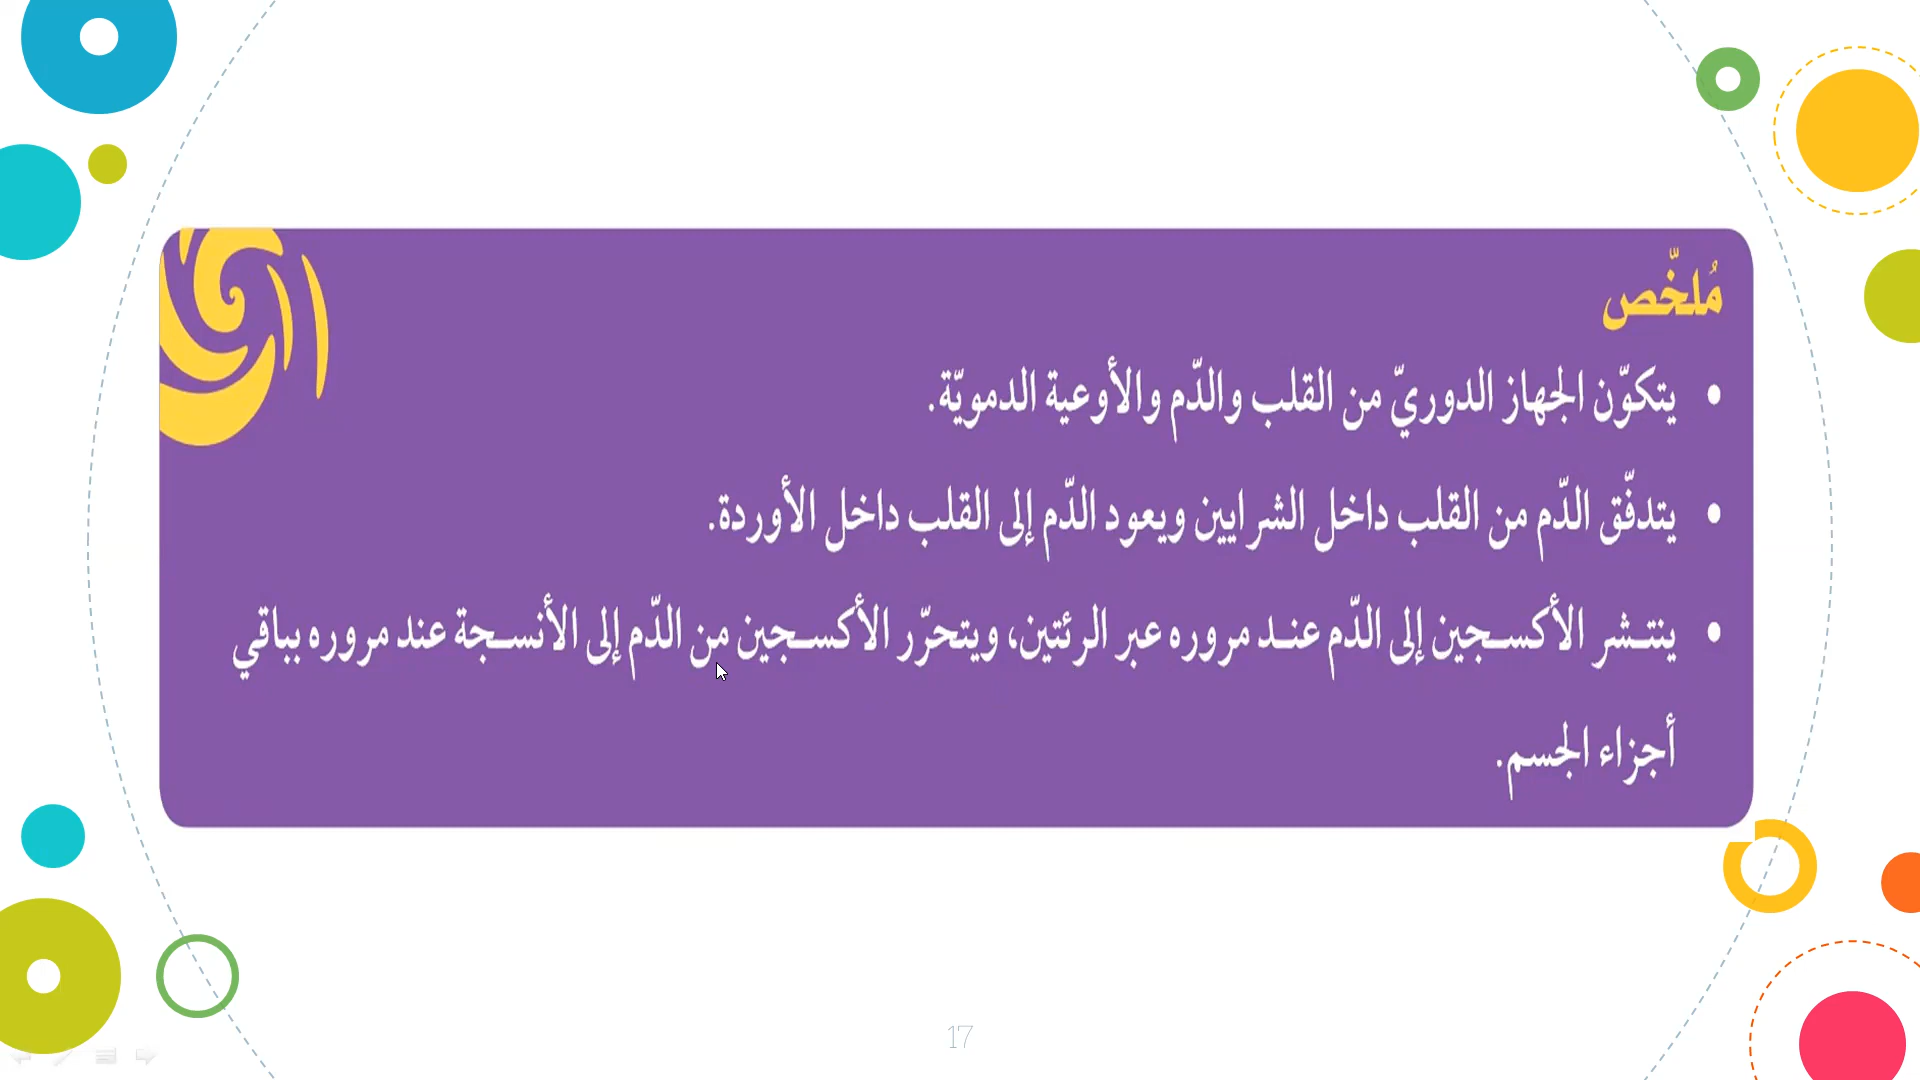 مُلخّص
• يتكوّن الجهاز الدوريّ من القلب والدّم والأوعية الدمويّة.
• يتدفّق الدّم من القلب داخل الشرايين ويعود الدّم إلى القلب داخل الأوردة.
• ينتشر الأكسجين إلى الدّم عند مروره عبر الرئتين، ويتحرّر الأكسجين من الدّم إلى الأنسجة عند مروره بباقي
أجزاء الجسم.
17